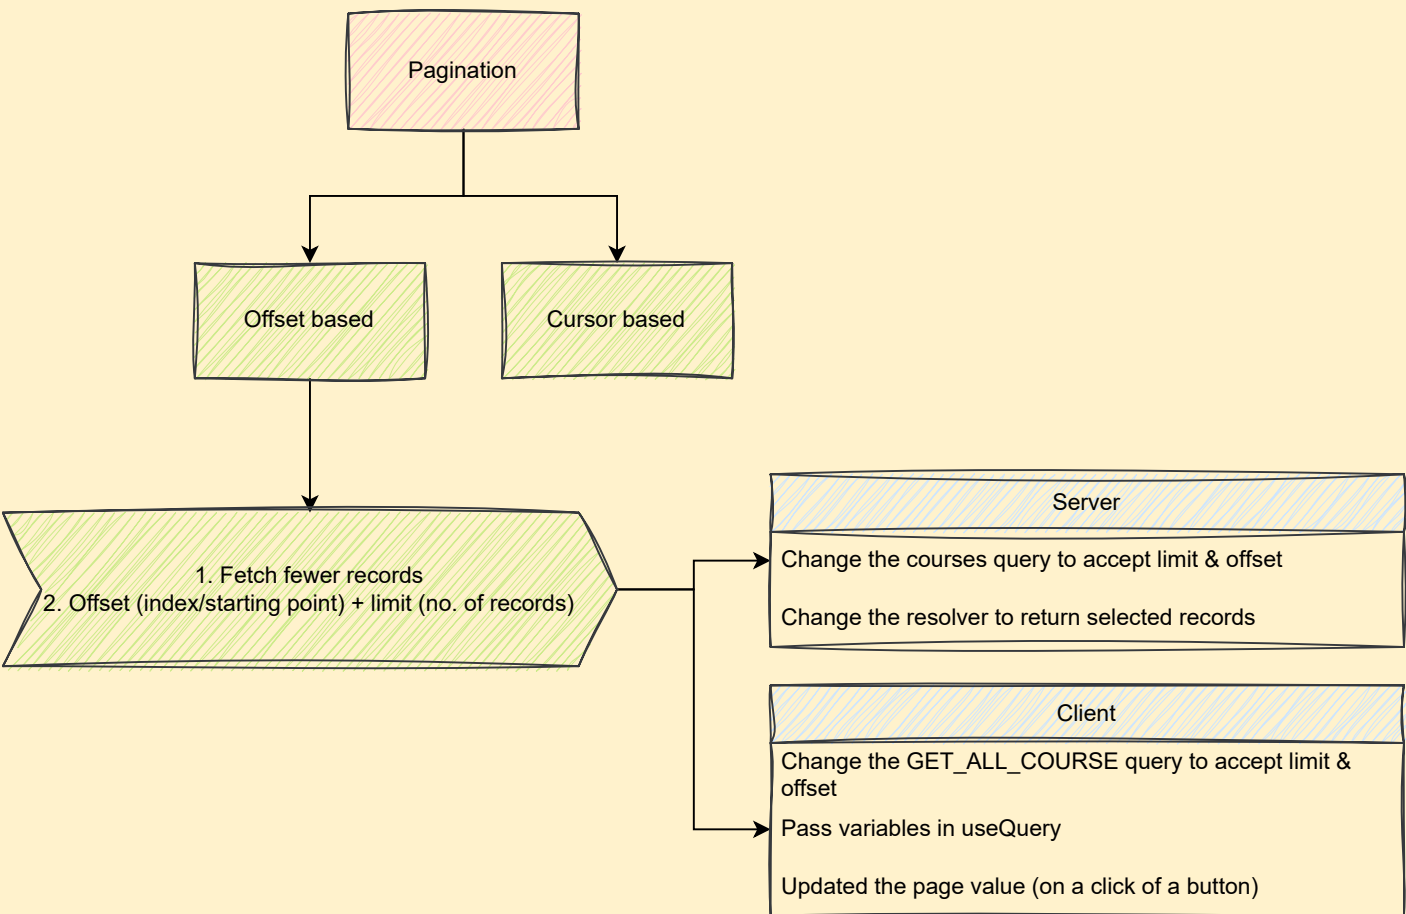 Pagination
Offset based
Cursor based
1. Fetch fewer records
2. Offset (index/starting point) + limit (no. of records)
Server
Change the courses query to accept limit & offset
Change the resolver to return selected records
Client
Change the GET_ALL_COURSE query to accept limit &
offset
Pass variables in useQuery
Updated the page value (on a click of a button)